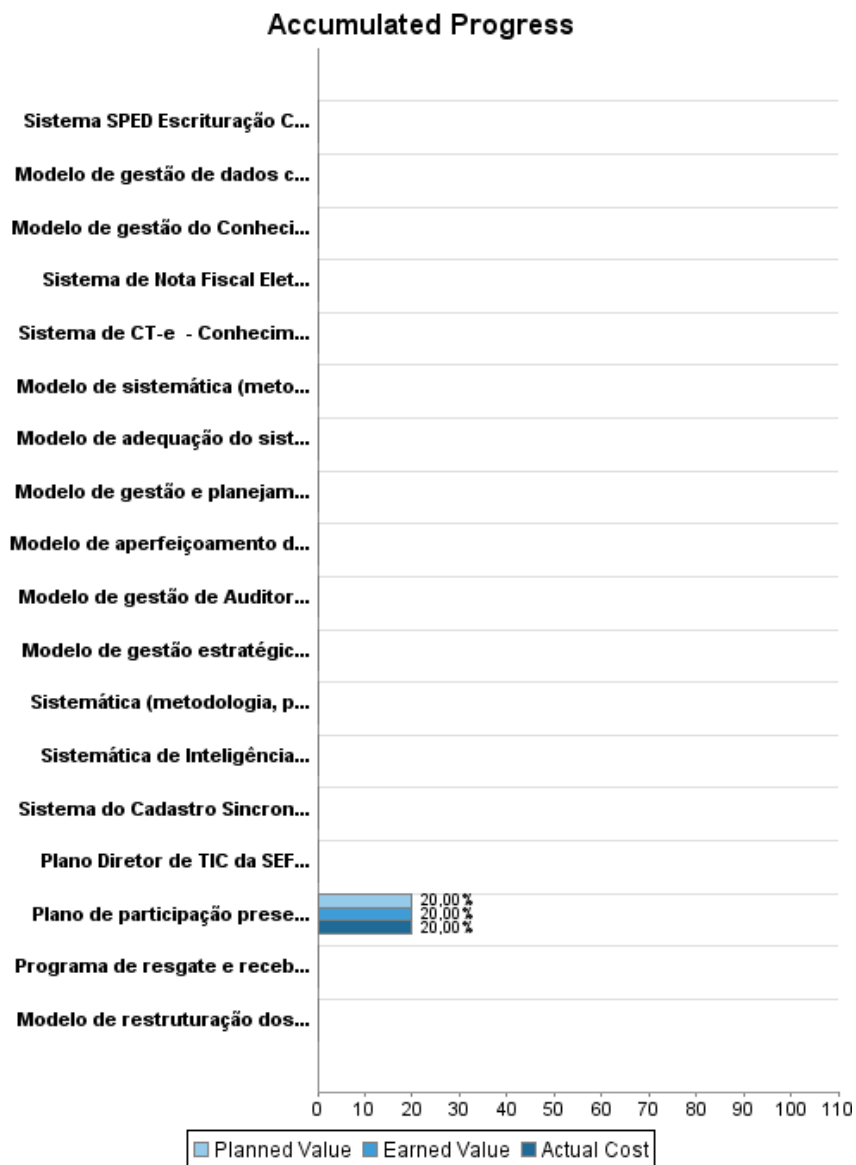 Accumulated Progress
Sistema SPED Escrituração C...
Modelo de gestão de dados c...
Modelo de gestão do Conheci...
Sistema de Nota Fiscal Elet...
Sistema de CT-e  - Conhecim...
Modelo de sistemática (meto...
Modelo de adequação do sist...
Modelo de gestão e planejam...
Modelo de aperfeiçoamento d...
Modelo de gestão de Auditor...
Modelo de gestão estratégic...
Sistemática (metodologia, p...
Sistemática de Inteligência...
Sistema do Cadastro Sincron...
Plano Diretor de TIC da SEF...
20,00%
Plano de participação prese... 20,00%
20,00%
Programa de resgate e receb...
Modelo de restruturação dos...
0 10 20 30 40 50 60 70 80 90 100 110
Planned Value Earned Value Actual Cost